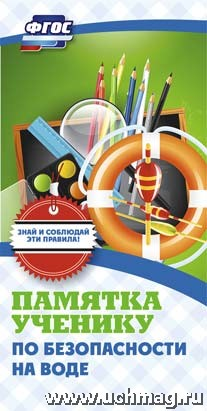 ФГОС
ЗНАЙ И СОБЛЮДАЙ
ЭТИ ПРАВИЛА!
ПАМЯТКА
УЧЕНИКУ
ПО БЕЗОПАСНОСТИ
НА ВОДЕ
www.uchmag.ru